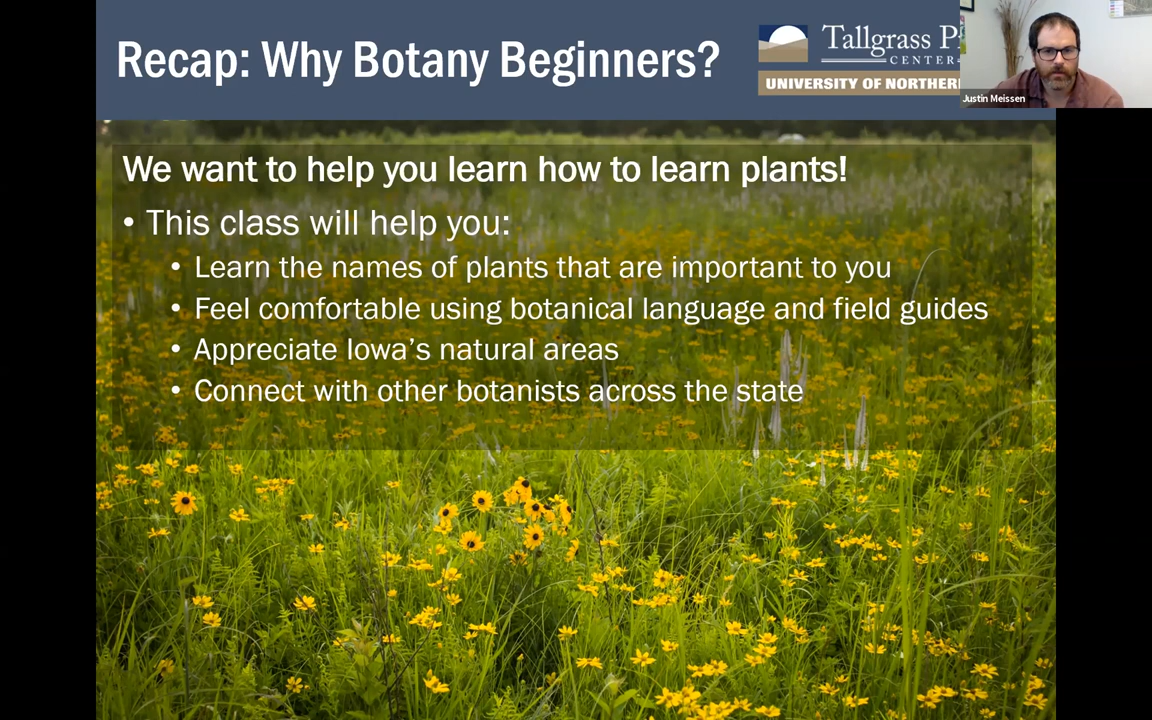 Recap: Why Botany Beginners?
Tallgrass P
CENTER
UNIVERSITY OF NORTHER
Justin Meissen
We want to help you learn how to learn plants!
• This class will help you:
• Learn the names of plants that are important to you
• Feel comfortable using botanical language and field guides
• Appreciate Iowa's natural areas
• Connect with other botanists across the state